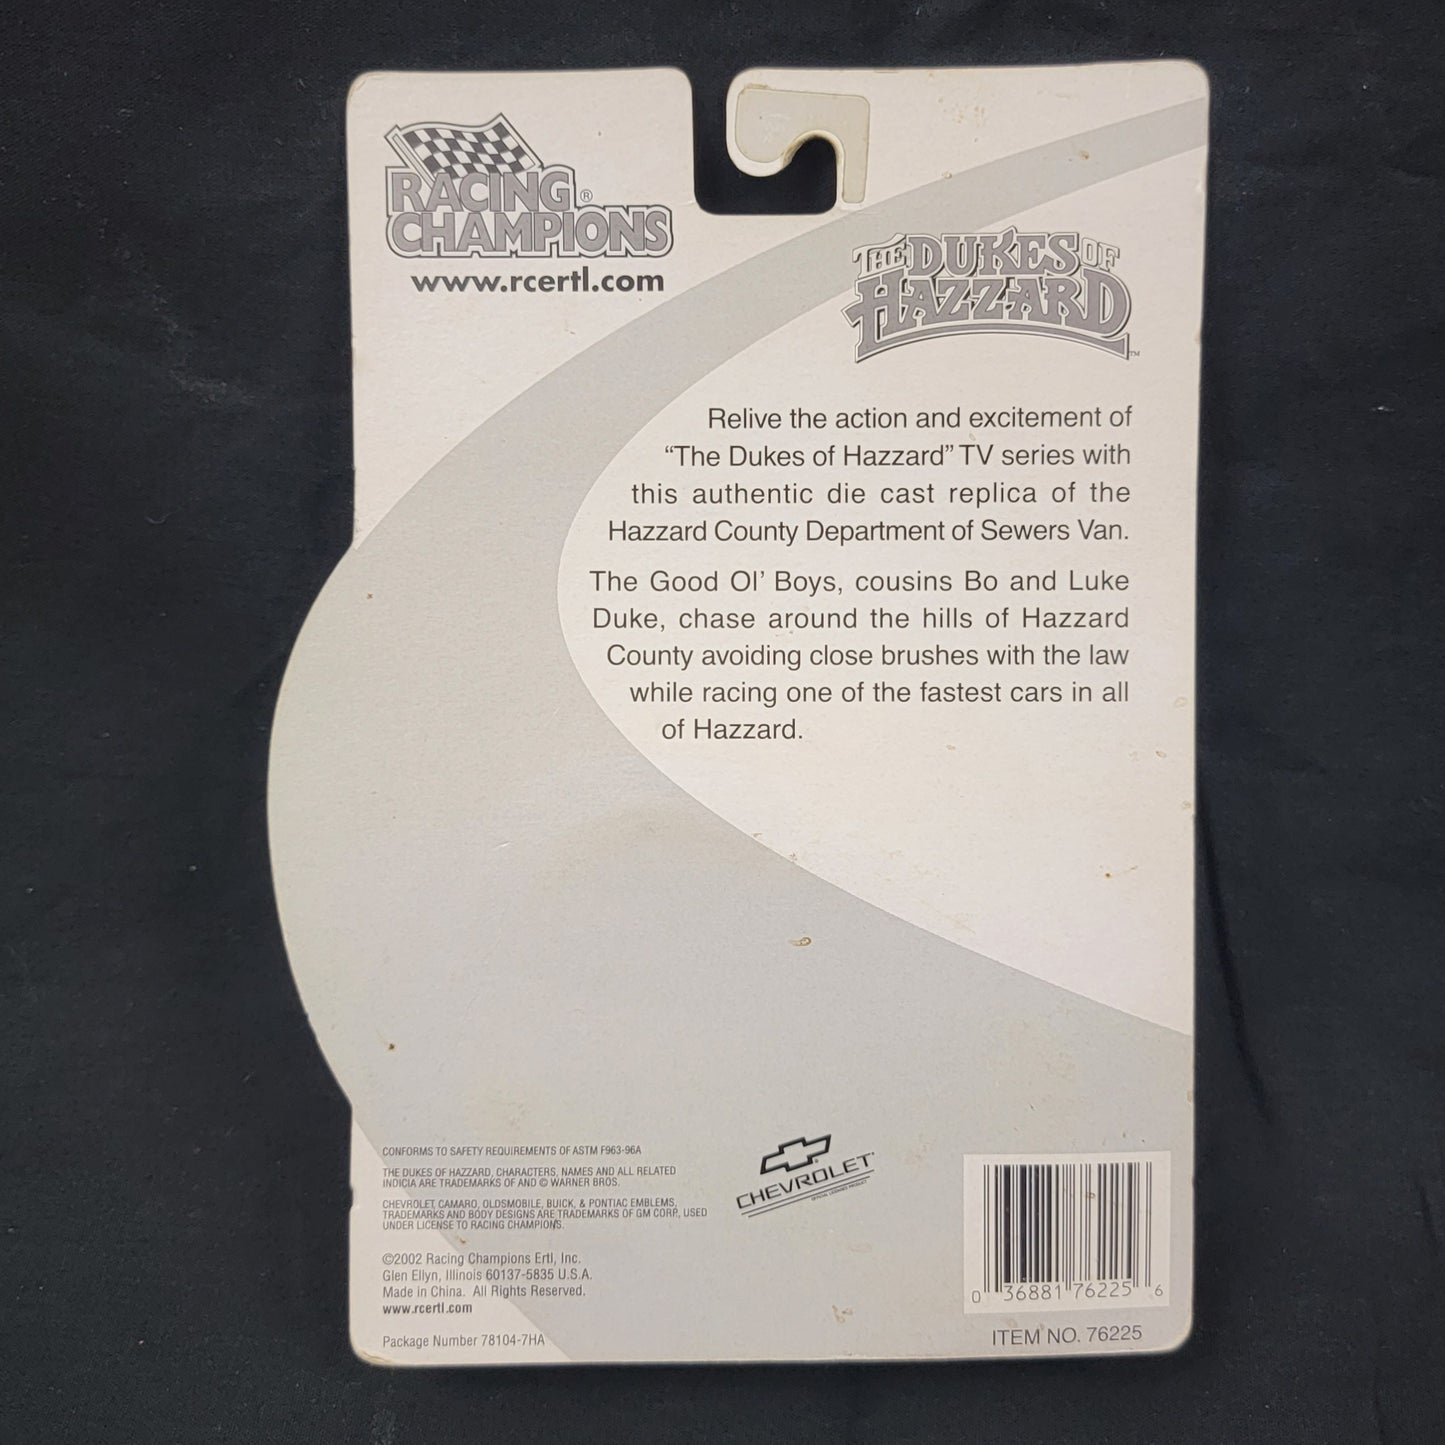 RACING®
CHAMPIONS
www.rcertl.com
THE DUKES OF
HAZZARD™
Relive the action and excitement of
“The Dukes of Hazzard” TV series with
this authentic die cast replica of the
Hazzard County Department of Sewers Van.
The Good Ol’ Boys, cousins Bo and Luke
Duke, chase around the hills of Hazzard
County avoiding close brushes with the law
while racing one of the fastest cars in all
of Hazzard.
CONFORMS TO SAFETY REQUIREMENTS OF ASTM F963-96A
THE DUKES OF HAZZARD, CHARACTERS, NAMES AND ALL RELATED
INDICIA ARE TRADEMARKS OF AND © WARNER BROS.
CHEVROLET, CAMARO, OLDSMOBILE, BUICK, & PONTIAC EMBLEMS,
TRADEMARKS AND BODY DESIGNS ARE TRADEMARKS OF GM CORP., USED
UNDER LICENSE TO RACING CHAMPIONS.
©2002 Racing Champions Ertl, Inc.
Glen Ellyn, Illinois 60137-5835 U.S.A.
Made in China. All Rights Reserved.
www.rcertl.com
Package Number 78104-7HA
CHEVROLET
OFFICIAL LICENSED PRODUCT
0 36881 76225 6
ITEM NO. 76225